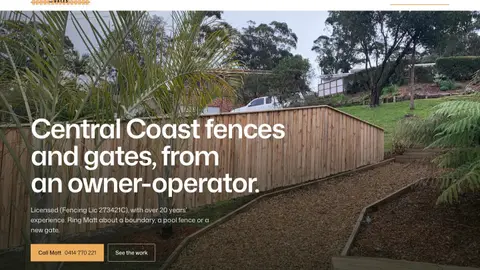 Central Coast fences
and gates, from
an owner-operator.
Licensed (Fencing Lic 273421C), with over 20 years'
experience. Ring Matt about a boundary, a pool fence or a
new gate.
Call Matt 0414 770 221
See the work